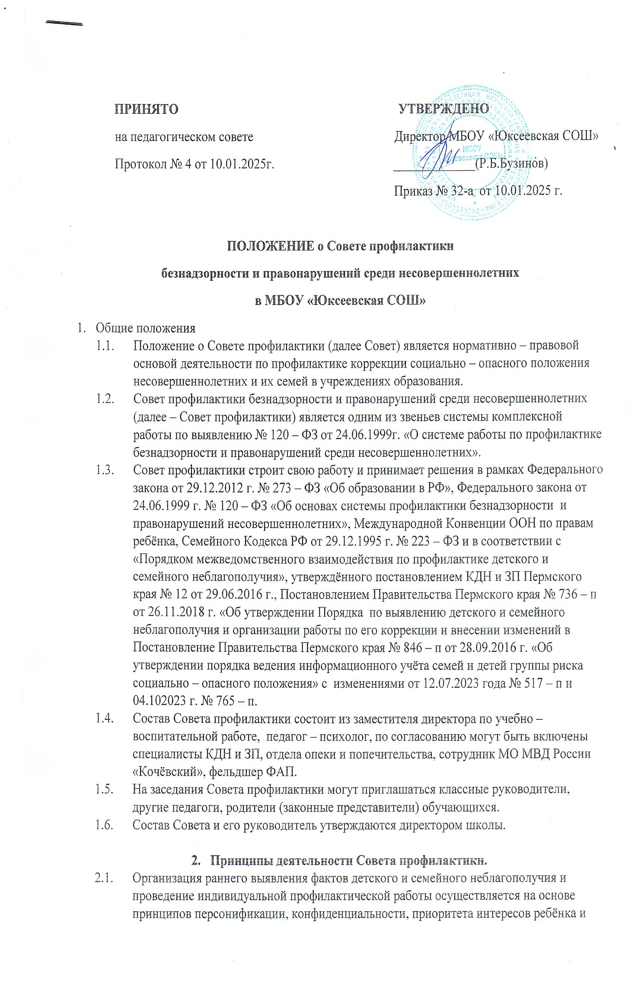 ПРИНЯТО
УТВЕРЖДЕНО
на педагогическом совете
Директор МБОУ «Юксеевская СОШ»
Протокол № 4 от 10.01.2025г.
______________(Р.Б.Бузинов)
Приказ № 32-а от 10.01.2025 г.
МБОУ
ПОЛОЖЕНИЕ о Совете профилактики
безнадзорности и правонарушений среди несовершеннолетних
в МБОУ «Юксеевская СОШ»
1. Общие положения
1.1. Положение о Совете профилактики (далее Совет) является нормативно – правовой
основой деятельности по профилактике коррекции социально – опасного положения
несовершеннолетних и их семей в учреждениях образования.
1.2. Совет профилактики безнадзорности и правонарушений среди несовершеннолетних
(далее – Совет профилактики) является одним из звеньев системы комплексной
работы по выявлению № 120 – ФЗ от 24.06.1999г. «О системе работы по профилактике
безнадзорности и правонарушений среди несовершеннолетних».
1.3. Совет профилактики строит свою работу и принимает решения в рамках Федерального
закона от 29.12.2012 г. № 273 – ФЗ «Об образовании в РФ», Федерального закона от
24.06.1999 г. № 120 – ФЗ «Об основах системы профилактики безнадзорности и
правонарушений несовершеннолетних», Международной Конвенции ООН по правам
ребёнка, Семейного Кодекса РФ от 29.12.1995 г. № 223 – ФЗ и в соответствии с
«Порядком межведомственного взаимодействия по профилактике детского и
семейного неблагополучия», утверждённого постановлением КДН и ЗП Пермского
края № 12 от 29.06.2016 г., Постановлением Правительства Пермского края № 736 – п
от 26.11.2018 г. «Об утверждении Порядка по выявлению детского и семейного
неблагополучия и организации работы по его коррекции и внесении изменений в
Постановление Правительства Пермского края № 846 – п от 28.09.2016 г. «Об
утверждении порядка ведения информационного учёта семей и детей группы риска
социально – опасного положения» с изменениями от 12.07.2023 года № 517 – п и
04.102023 г. № 765 – п.
1.4. Состав Совета профилактики состоит из заместителя директора по учебно –
воспитательной работе, педагог – психолог, по согласованию могут быть включены
специалисты КДН и ЗП, отдела опеки и попечительства, сотрудник МО МВД России
«Кочёвский», фельдшер ФАП.
1.5. На заседания Совета профилактики могут приглашаться классные руководители,
другие педагоги, родители (законные представители) обучающихся.
1.6. Состав Совета и его руководитель утверждаются директором школы.
2. Принципы деятельности Совета профилактики.
2.1. Организация раннего выявления фактов детского и семейного неблагополучия и
проведение индивидуальной профилактической работы осуществляется на основе
принципов персонификации, конфиденциальности, приоритета интересов ребёнка и